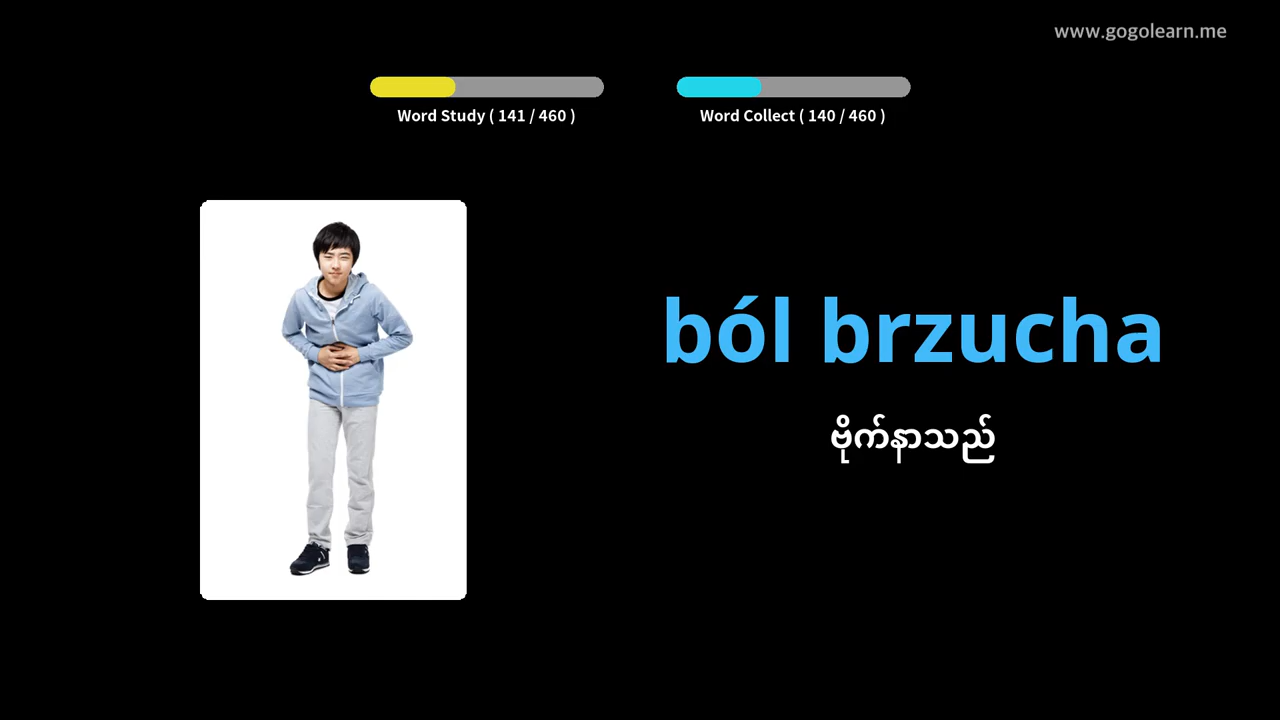 www.gogolearn.me
Word Study ( 141 / 460 )
Word Collect ( 140 / 460 )
ból brzucha
ဗိုက်နာသည်